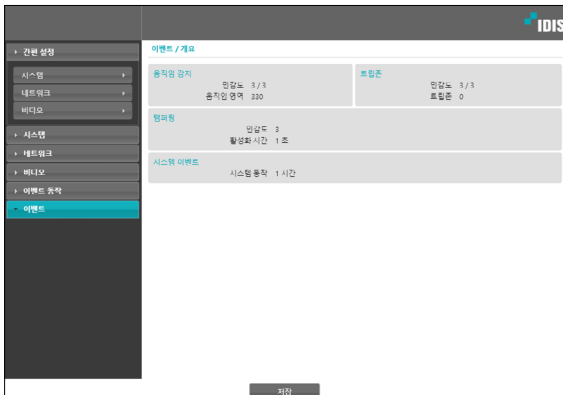 IDIS
간편 설정
시스템
네트워크
비디오
시스템
네트워크
비디오
이벤트 동작
이벤트
이벤트 / 개요
움직임 감지
민감도 3 / 3
움직인 영역 330
트립존
민감도 3 / 3
트립존 0
탬퍼링
민감도 3
활성화 시간 1 초
시스템 이벤트
시스템 동작 1 시간
저장